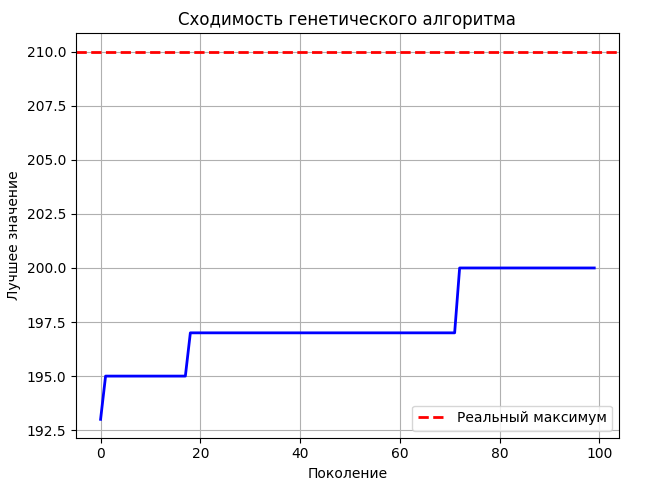 Сходимость генетического алгоритма
210.0
207.5
205.0
202.5
200.0
197.5
195.0
192.5
Лучшее значение
Реальный максимум
0 20 40 60 80 100
Поколение